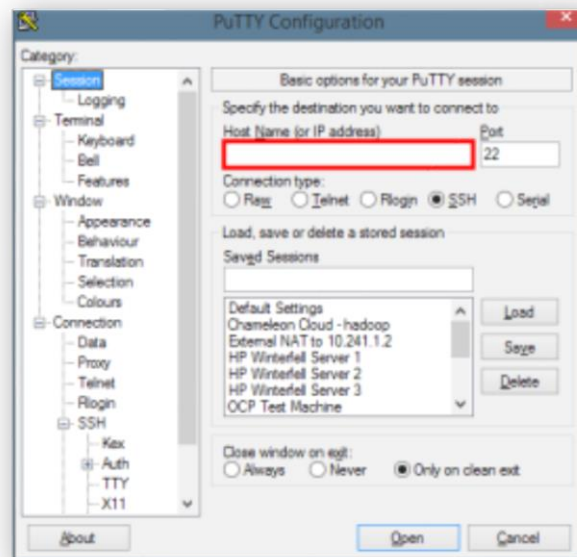 PuTTY Configuration
Category:
Session
Logging
Terminal
Keyboard
Bell
Features
Window
Appearance
Behaviour
Translation
Selection
Colours
Connection
Data
Proxy
Telnet
Rlogin
SSH
Kex
Auth
TTY
X11
Basic options for your PuTTY session
Specify the destination you want to connect to
Host Name (or IP address)
Port
22
Connection type:
Raw Telnet Rlogin SSH Serial
Load, save or delete a stored session
Saved Sessions
Default Settings
Chameleon Cloud - hadoop
External NAT to 10.241.1.2
HP Winterfell Server 1
HP Winterfell Server 2
HP Winterfell Server 3
OCP Test Machine
Load
Save
Delete
Close window on exit:
Always Never Only on clean exit
About
Open
Cancel